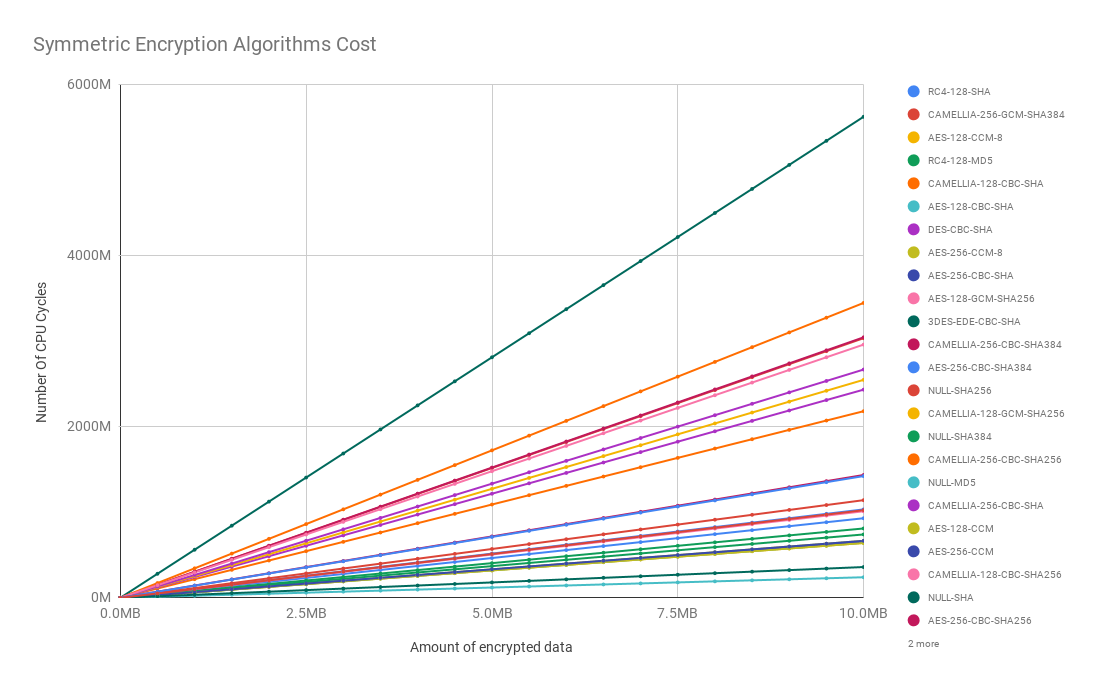 Symmetric Encryption Algorithms Cost
6000M
4000M
2000M
0M
Number Of CPU Cycles
0.0MB
2.5MB
5.0MB
7.5MB
10.0MB
Amount of encrypted data
RC4-128-SHA
CAMELLIA-256-GCM-SHA384
AES-128-CCM-8
RC4-128-MD5
CAMELLIA-128-CBC-SHA
AES-128-CBC-SHA
DES-CBC-SHA
AES-256-CCM-8
AES-256-CBC-SHA
AES-128-GCM-SHA256
3DES-EDE-CBC-SHA
CAMELLIA-256-CBC-SHA384
AES-256-CBC-SHA384
NULL-SHA256
CAMELLIA-128-GCM-SHA256
NULL-SHA384
CAMELLIA-256-CBC-SHA256
NULL-MD5
CAMELLIA-256-CBC-SHA
AES-128-CCM
AES-256-CCM
CAMELLIA-128-CBC-SHA256
NULL-SHA
AES-256-CBC-SHA256
2 more